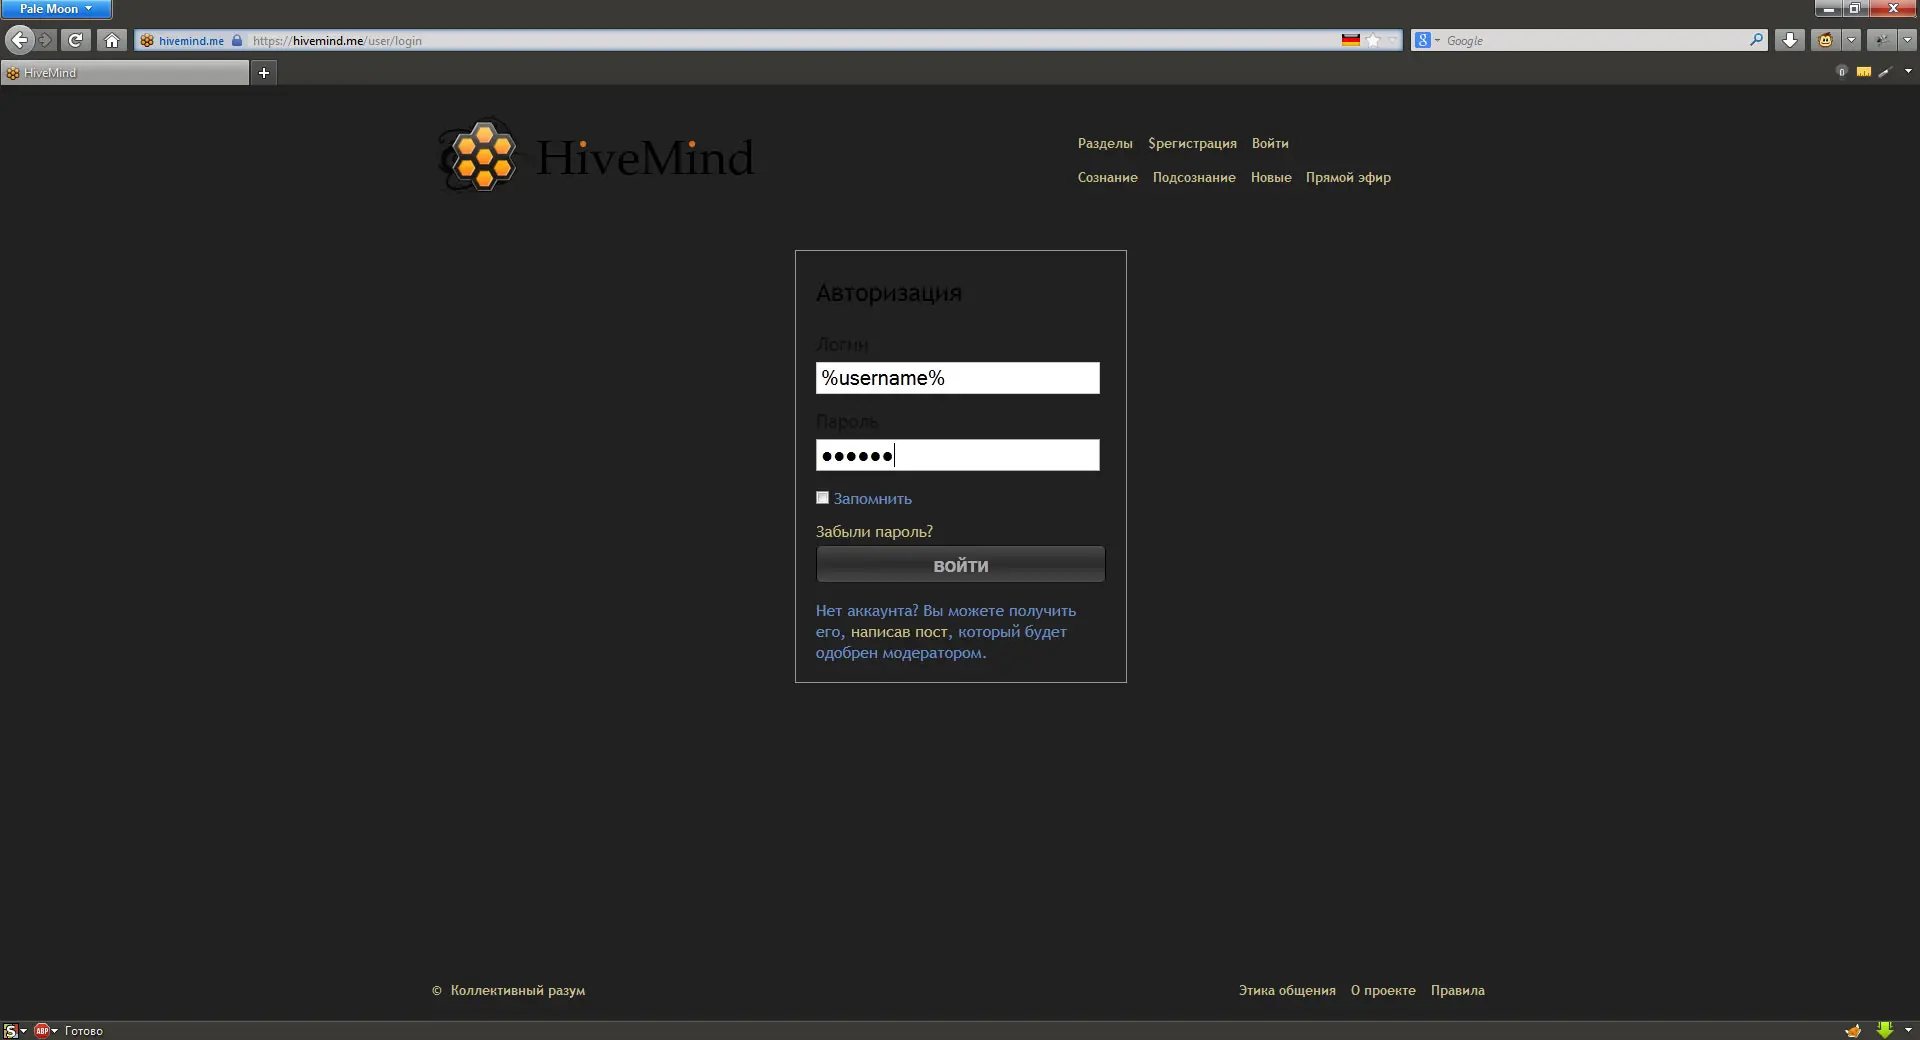 Pale Moon
hivemind.me https://hivemind.me/user/login
Google
HiveMind
0
HiveMind
Разделы $регистрация Войти
Сознание Подсознание Новые Прямой эфир
Авторизация
Логин
%username%
Пароль
●●●●●●
Запомнить
Забыли пароль?
ВОЙТИ
Нет аккаунта? Вы можете получить
его, написав пост, который будет
одобрен модератором.
© Коллективный разум
Этика общения О проекте Правила
S ABP Готово